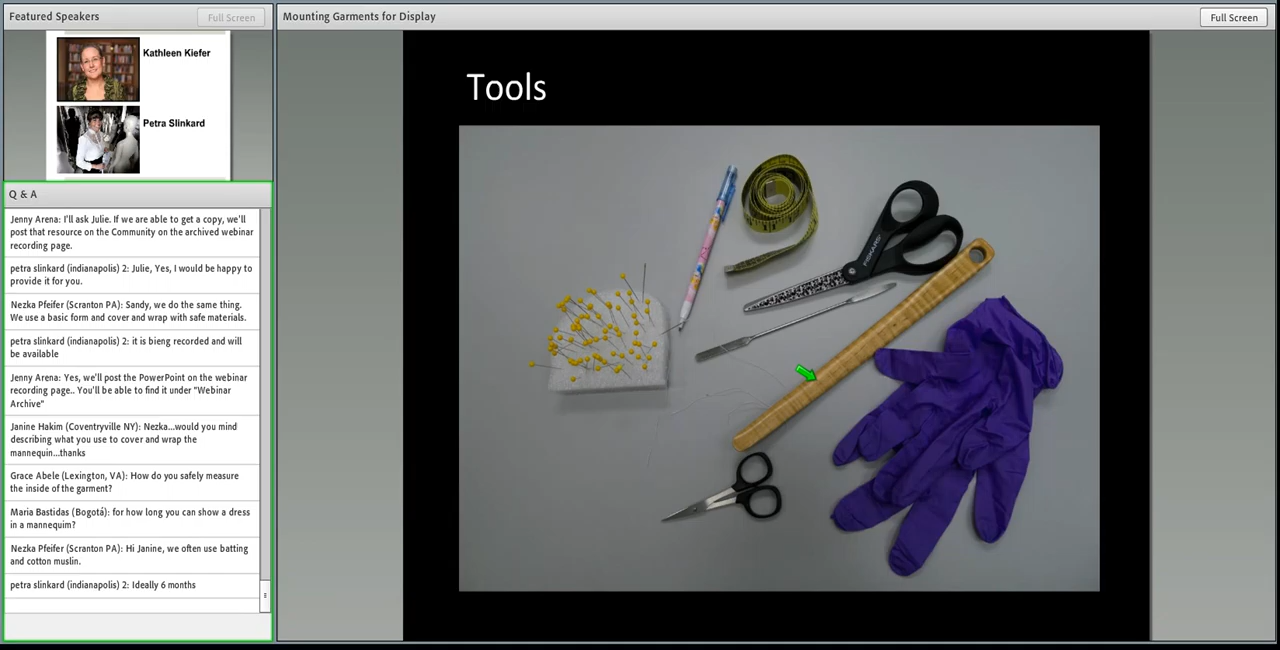 Featured Speakers
Full Screen
Kathleen Kiefer
Petra Slinkard
Q & A
Jenny Arena: I'll ask Julie. If we are able to get a copy, we'll
post that resource on the Community on the archived webinar
recording page.
petra slinkard (indianapolis) 2: Julie, Yes, I would be happy to
provide it for you.
Nezka Pfeifer (Scranton PA): Sandy, we do the same thing.
We use a basic form and cover and wrap with safe materials.
petra slinkard (indianapolis) 2: it is bieng recorded and will
be available
Jenny Arena: Yes, we'll post the PowerPoint on the webinar
recording page.. You'll be able to find it under "Webinar
Archive"
Janine Hakim (Coventryville NY): Nezka...would you mind
describing what you use to cover and wrap the
mannequin...thanks
Grace Abele (Lexington, VA): How do you safely measure
the inside of the garment?
Maria Bastidas (Bogotá): for how long you can show a dress
in a mannequim?
Nezka Pfeifer (Scranton PA): Hi Janine, we often use batting
and cotton muslin.
petra slinkard (indianapolis) 2: Ideally 6 months
Mounting Garments for Display
Full Screen
Tools
FISKARS